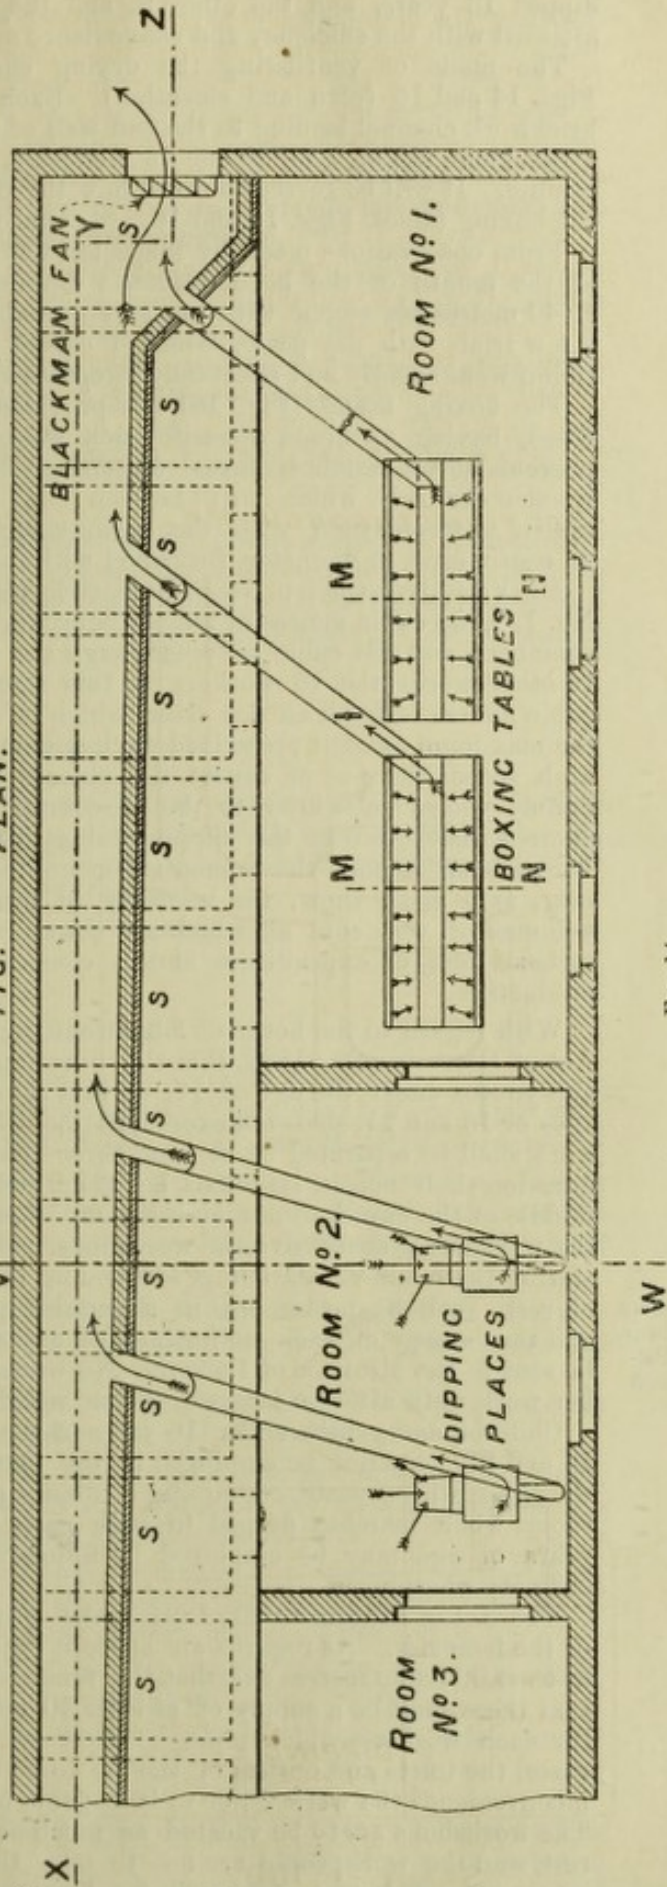 PLAN.
X
Z
BLACKMAN FAN
Y
S
S
S
S
S
S
S
S
S
S
S
ROOM Nº 3.
ROOM Nº 2.
DIPPING
PLACES
M
M
N
N
BOXING TABLES
ROOM Nº 1.
W